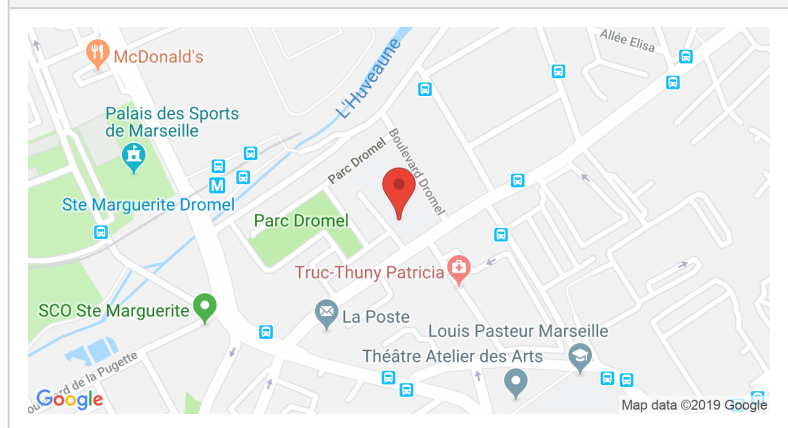 McDonald's
Allée Elisa
L'Huveaune
Palais des Sports
de Marseille
Boulevard Dromel
Parc Dromel
M
Ste Marguerite Dromel
Parc Dromel
Truc-Thuny Patricia
SCO Ste Marguerite
La Poste
Louis Pasteur Marseille
Théâtre Atelier des Arts
de la Pugette
Google
Map data ©2019 Google